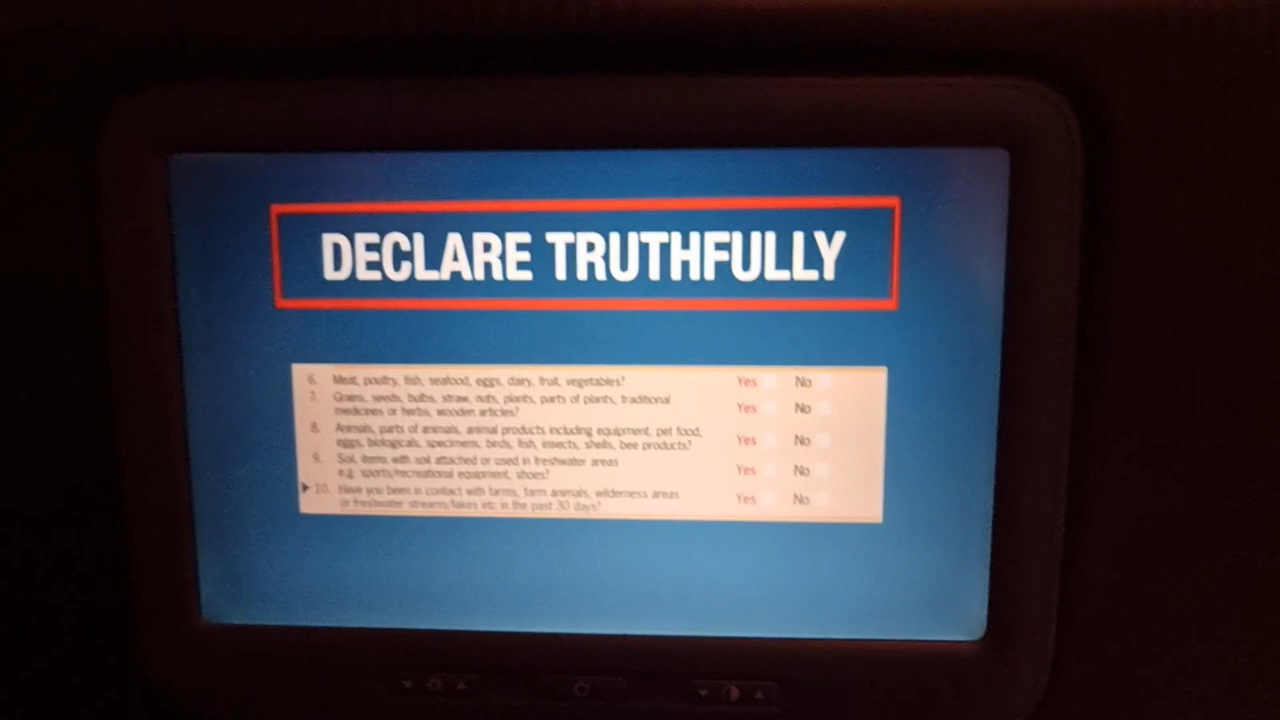 DECLARE TRUTHFULLY
6. Meat, poultry, fish, seafood, eggs, dairy, fruit, vegetables? Yes No
7. Grains, seeds, bulbs, straw, nuts, plants, parts of plants, traditional
medicines or herbs, wooden articles? Yes No
8. Animals, parts of animals, animal products including equipment, pet food,
eggs, biologicals, specimens, birds, fish, insects, shells, bee products? Yes No
9. Soil, items with soil attached or used in freshwater areas
e.g. sports/recreational equipment, shoes? Yes No
10. Have you been in contact with farms, farm animals, wilderness areas
or freshwater streams/lakes etc in the past 30 days? Yes No